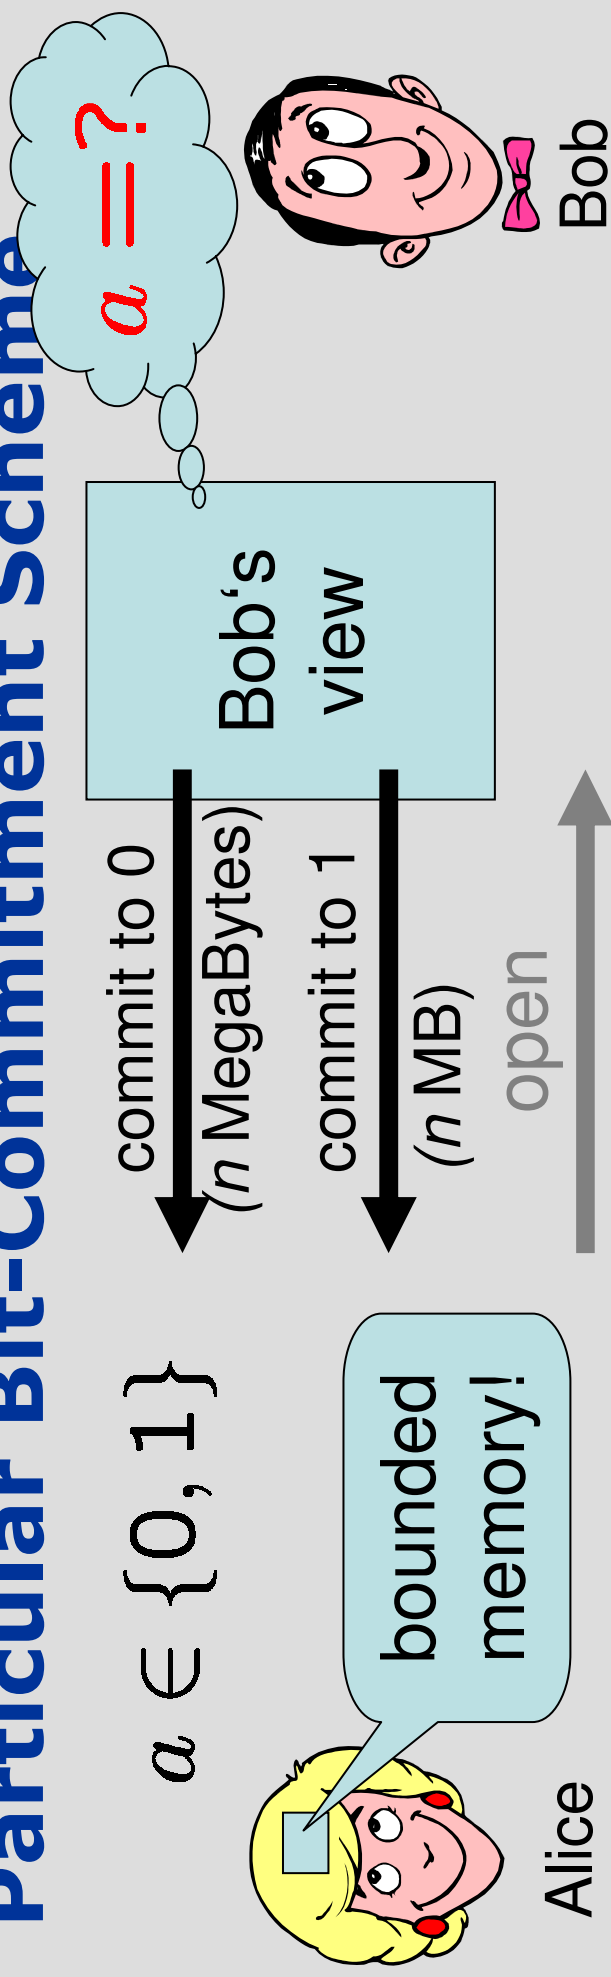 Particular Bit-Commitment Scheme
a = ?
a ∈ {0, 1}
commit to 0
(n MegaBytes)
Bob‘s
view
commit to 1
(n MB)
bounded
memory!
open
Alice
Bob